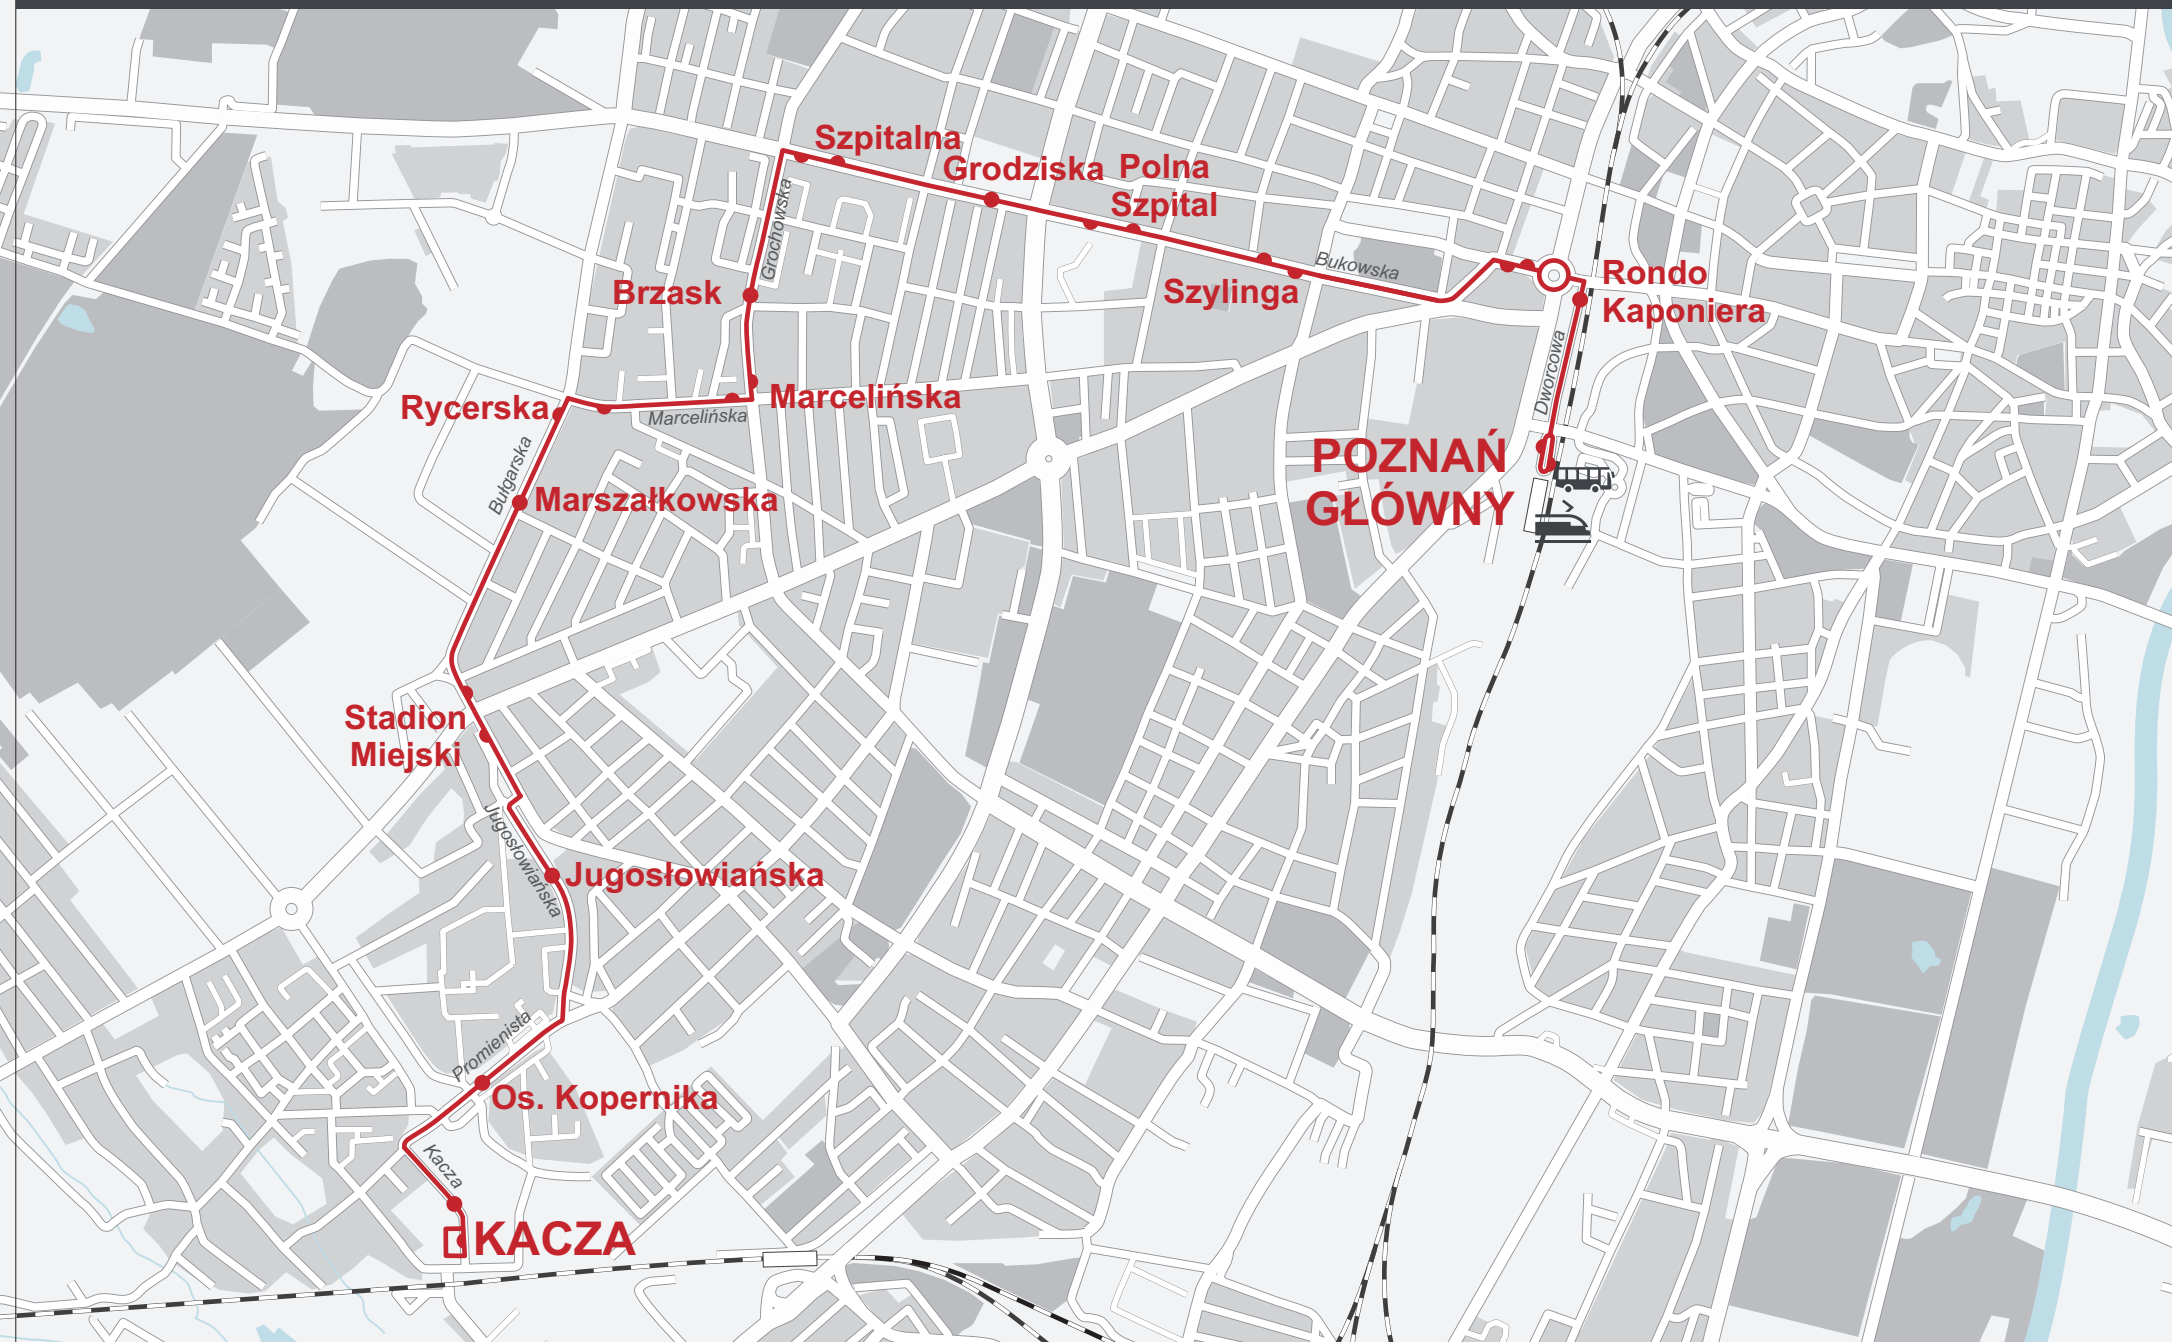 Szpitalna
Grodziska
Polna
Szpital
Grochowska
Bukowska
Rondo
Kaponiera
Brzask
Szylinga
Dworcowa
Rycerska
Marcelińska
Marcelińska
Bułgarska
POZNAŃ
GŁÓWNY
Marszałkowska
Stadion
Miejski
Jugosłowiańska
Jugosłowiańska
Promienista
Os. Kopernika
Kacza
KACZA